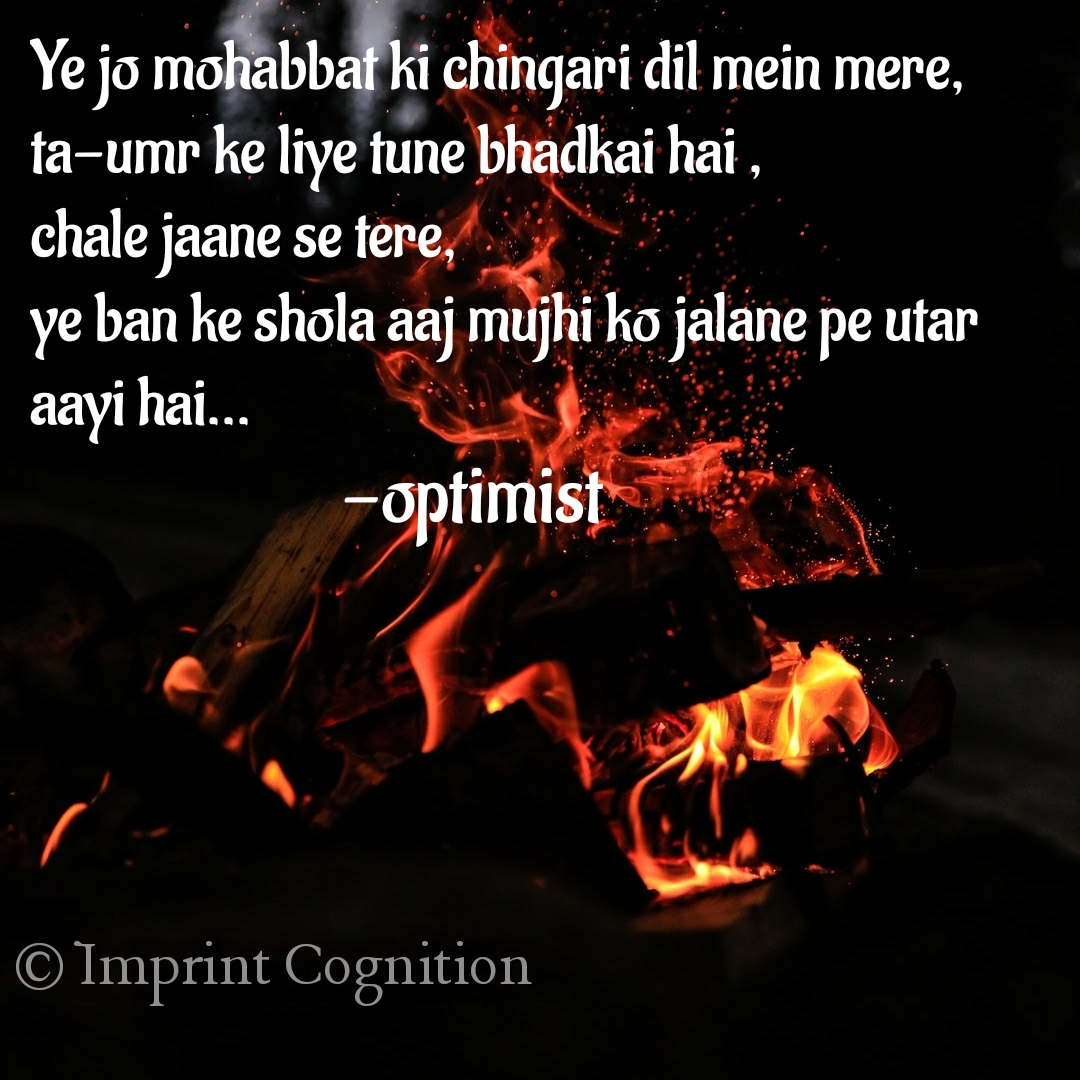 Ye jo mohabbat ki chingari dil mein mere,
ta-umr ke liye tune bhadkai hai ,
chale jaane se tere,
ye ban ke shola aaj mujhi ko jalane pe utar
aayi hai...
-optimist
© Imprint Cognition